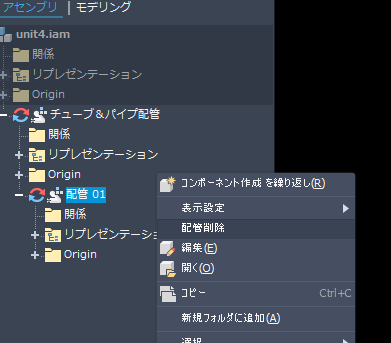 アセンブリ モデリング
unit4.iam
関係
リプレゼンテーション
Origin
チューブ＆パイプ配管
関係
リプレゼンテーション
Origin
配管 01
関係
リプレゼンテーション
Origin
コンポーネント作成 を繰り返し(R)
表示設定
配管削除
編集(E)
開く(O)
コピー Ctrl+C
新規フォルダに追加(A)
選択